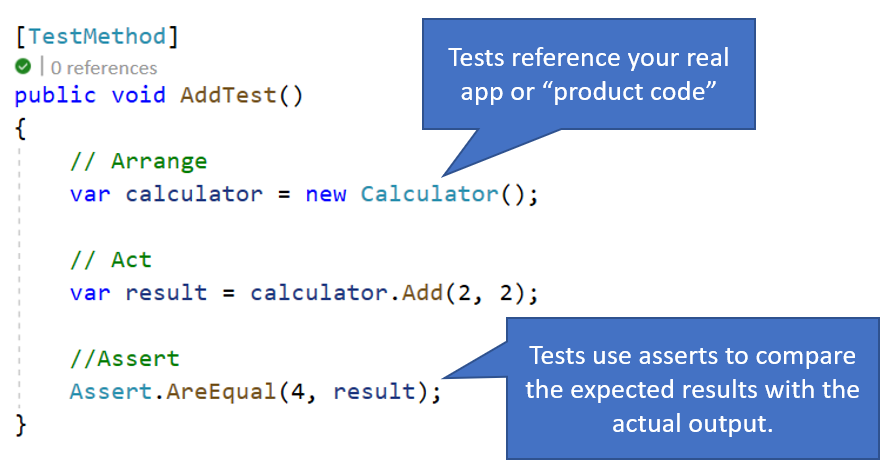 [TestMethod]
| 0 references
public void AddTest()
{
// Arrange
var calculator = new Calculator();
// Act
var result = calculator.Add(2, 2);
//Assert
Assert.AreEqual(4, result);
}
Tests reference your real
app or “product code”
Tests use asserts to compare
the expected results with the
actual output.